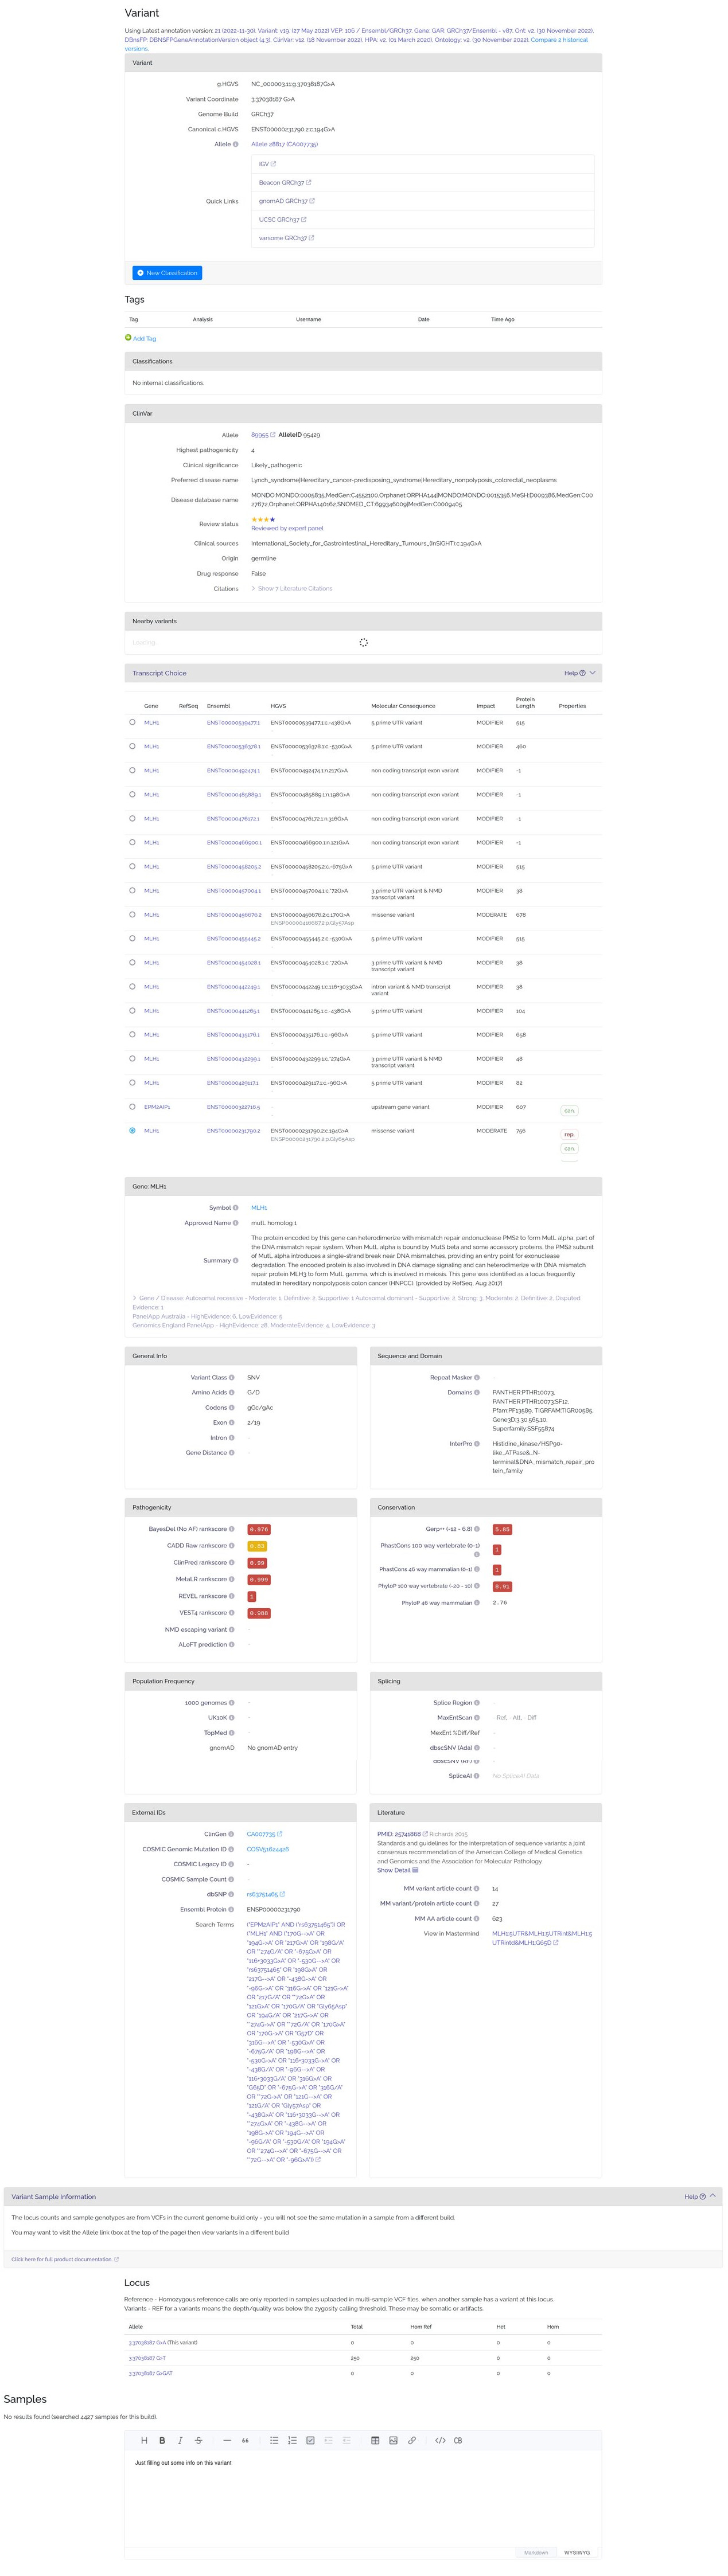 Variant
Using Latest annotation version: 21 (2022-11-30). Variant: v19. (27 May 2022) VEP: 106 / Ensembl/GRCh37, Gene: GAR: GRCh37/Ensembl - v87, Ont: v2. (30 November 2022),
DBnsFP: DBNSFPGeneAnnotationVersion object (4.3), ClinVar: v12. (18 November 2022), HPA: v2. (01 March 2020), Ontology: v2. (30 November 2022). Compare 2 historical
versions.
Variant
g.HGVS NC_000003.11:g.37038187G>A
Variant Coordinate 3:37038187 G>A
Genome Build GRCh37
Canonical c.HGVS ENST00000231790.2:c.194G>A
Allele Allele 28817 (CA007735)
Quick Links
IGV
Beacon GRCh37
gnomAD GRCh37
UCSC GRCh37
varsome GRCh37
New Classification
Tags
Tag Analysis Username Date Time Ago
Add Tag
Classifications
No internal classifications.
ClinVar
Allele 89955 AlleleID 95429
Highest pathogenicity 4
Clinical significance Likely_pathogenic
Preferred disease name Lynch_syndrome|Hereditary_cancer-predisposing_syndrome|Hereditary_nonpolyposis_colorectal_neoplasms
Disease database name MONDO:MONDO:0005835,MedGen:C4552100,Orphanet:ORPHA144|MONDO:MONDO:0015356,MeSH:D009386,MedGen:C00
27672,Orphanet:ORPHA140162,SNOMED_CT:699346009|MedGen:C0009405
Review status Reviewed by expert panel
Clinical sources International_Society_for_Gastrointestinal_Hereditary_Tumours_(InSiGHT):c.194G>A
Origin germline
Drug response False
Citations > Show 7 Literature Citations
Nearby variants
Loading...
Transcript Choice Help
Gene RefSeq Ensembl HGVS Molecular Consequence Impact Protein Length Properties
MLH1 ENST00000539477.1 ENST00000539477.1:c.-438G>A 5 prime UTR variant MODIFIER 515
MLH1 ENST00000536378.1 ENST00000536378.1:c.-530G>A 5 prime UTR variant MODIFIER 460
MLH1 ENST00000492474.1 ENST00000492474.1:n.217G>A non coding transcript exon variant MODIFIER -1
MLH1 ENST00000485889.1 ENST00000485889.1:n.198G>A non coding transcript exon variant MODIFIER -1
MLH1 ENST00000476172.1 ENST00000476172.1:n.316G>A non coding transcript exon variant MODIFIER -1
MLH1 ENST00000466900.1 ENST00000466900.1:n.121G>A non coding transcript exon variant MODIFIER -1
MLH1 ENST00000458205.2 ENST00000458205.2:c.-675G>A 5 prime UTR variant MODIFIER 515
MLH1 ENST00000457004.1 ENST00000457004.1:c.*72G>A 3 prime UTR variant & NMD transcript variant MODIFIER 38
MLH1 ENST00000456676.2 ENST00000456676.2:c.170G>A missense variant MODERATE 678
ENSP00000416687.2:p.Gly57Asp
MLH1 ENST00000455445.2 ENST00000455445.2:c.-530G>A 5 prime UTR variant MODIFIER 515
MLH1 ENST00000454028.1 ENST00000454028.1:c.*72G>A 3 prime UTR variant & NMD transcript variant MODIFIER 38
MLH1 ENST00000442249.1 ENST00000442249.1:c.116+3033G>A intron variant & NMD transcript variant MODIFIER 38
MLH1 ENST00000441265.1 ENST00000441265.1:c.-438G>A 5 prime UTR variant MODIFIER 104
MLH1 ENST00000435176.1 ENST00000435176.1:c.-96G>A 5 prime UTR variant MODIFIER 658
MLH1 ENST00000432299.1 ENST00000432299.1:c.*274G>A 3 prime UTR variant & NMD transcript variant MODIFIER 48
MLH1 ENST00000429117.1 ENST00000429117.1:c.-96G>A 5 prime UTR variant MODIFIER 82
EPM2AIP1 ENST00000322716.5 upstream gene variant MODIFIER 607 can.
MLH1 ENST00000231790.2 ENST00000231790.2:c.194G>A missense variant MODERATE 756 rep.
ENSP00000231790.2:p.Gly65Asp can.
Gene: MLH1
Symbol MLH1
Approved Name mutL homolog 1
Summary The protein encoded by this gene can heterodimerize with mismatch repair endonuclease PMS2 to form MutL alpha, part of
the DNA mismatch repair system. When MutL alpha is bound by MutS beta and some accessory proteins, the PMS2 subunit
of MutL alpha introduces a single-strand break near DNA mismatches, providing an entry point for exonuclease
degradation. The encoded protein is also involved in DNA damage signaling and can heterodimerize with DNA mismatch
repair protein MLH3 to form MutL gamma, which is involved in meiosis. This gene was identified as a locus frequently
mutated in hereditary nonpolyposis colon cancer (HNPCC). [provided by RefSeq, Aug 2017]
> Gene / Disease: Autosomal recessive - Moderate: 1, Definitive: 2, Supportive: 1 Autosomal dominant - Supportive: 2, Strong: 3, Moderate: 2, Definitive: 2, Disputed
Evidence: 1
PanelApp Australia - HighEvidence: 6, LowEvidence: 5
Genomics England PanelApp - HighEvidence: 28, ModerateEvidence: 4, LowEvidence: 3
General Info
Variant Class SNV
Amino Acids G/D
Codons gGc/gAc
Exon 2/19
Intron -
Gene Distance -
Sequence and Domain
Repeat Masker -
Domains PANTHER:PTHR10073,
PANTHER:PTHR10073:SF12,
Pfam:PF13589, TIGRFAM:TIGR00585,
Gene3D:3.30.565.10,
Superfamily:SSF55874
InterPro Histidine_kinase/HSP90-
like_ATPase&_N-
terminal&DNA_mismatch_repair_pro
tein_family
Pathogenicity
BayesDel (No AF) rankscore 0.978
CADD Raw rankscore
ClinPred rankscore 0.99
MetaLR rankscore 0.999
REVEL rankscore 1
VEST4 rankscore 0.988
NMD escaping variant -
ALoFT prediction -
Conservation
Gerp++ (-12 - 6.8) 5.85
PhastCons 100 way vertebrate (0-1) 1
PhastCons 46 way mammalian (0-1) 1
PhyloP 100 way vertebrate (-20 - 10) 8.91
PhyloP 46 way mammalian 2.76
Population Frequency
1000 genomes -
UK10K -
TopMed -
gnomAD No gnomAD entry
Splicing
Splice Region -
MaxEntScan - Ref, - Alt, - Diff
MexEnt %Diff/Ref -
dbscSNV (Ada) -
dbscSNV (RF) -
SpliceAI No SpliceAI Data
External IDs
ClinGen CA007735
COSMIC Genomic Mutation ID COSV51624426
COSMIC Legacy ID -
COSMIC Sample Count -
dbSNP rs63751465
Ensembl Protein ENSP00000231790
Search Terms ("EPM2AIP1" AND ("rs63751465")) OR
("MLH1" AND ("170G-->A" OR
"194G->A" OR "217G>A" OR "198G/A"
OR "*274G/A" OR "-675G>A" OR
"116+3033G>A" OR "-530G-->A" OR
"rs63751465" OR "198G>A" OR
"217G-->A" OR "-438G->A" OR
"-96G->A" OR "316G->A" OR "121G->A"
OR "217G/A" OR "*72G>A" OR
"121G>A" OR "170G/A" OR "Gly65Asp"
OR "194G/A" OR "217G->A" OR
"*274G->A" OR "*72G/A" OR "170G>A"
OR "170G->A" OR "G57D" OR
"316G-->A" OR "-530G>A" OR
"-675G/A" OR "198G-->A" OR
"-530G->A" OR "116+3033G->A" OR
"-438G/A" OR "-96G-->A" OR
"116+3033G/A" OR "316G>A" OR
"G65D" OR "-675G->A" OR "316G/A"
OR "*72G->A" OR "121G-->A" OR
"121G/A" OR "Gly57Asp" OR
"-438G>A" OR "116+3033G-->A" OR
"*274G>A" OR "-438G-->A" OR
"198G->A" OR "194G-->A" OR
"-96G/A" OR "-530G/A" OR "194G>A"
OR "*274G-->A" OR "-675G-->A" OR
"*72G-->A" OR "-96G>A"))
Literature
PMID: 25741868 Richards 2015
Standards and guidelines for the interpretation of sequence variants: a joint
consensus recommendation of the American College of Medical Genetics
and Genomics and the Association for Molecular Pathology.
Show Detail
MM variant article count 14
MM variant/protein article count 27
MM AA article count 623
View in Mastermind MLH1:5UTR&MLH1:5UTRint&MLH1:5
UTRintd&MLH1:G65D
Variant Sample Information Help
The locus counts and sample genotypes are from VCFs in the current genome build only - you will not see the same mutation in a sample from a different build.
You may want to visit the Allele link (box at the top of the page) then view variants in a different build
Click here for full product documentation.
Locus
Reference - Homozygous reference calls are only reported in samples uploaded in multi-sample VCF files, when another sample has a variant at this locus.
Variants - REF for a variants means the depth/quality was below the zygosity calling threshold. These may be somatic or artifacts.
Allele Total Hom Ref Het Hom
3:37038187 G>A (This variant) 0 0 0 0
3:37038187 G>T 250 250 0 0
3:37038187 G>GAT 0 0 0 0
Samples
No results found (searched 4427 samples for this build).
H B I S
CB
Just filling out some info on this variant
Markdown WYSIWYG